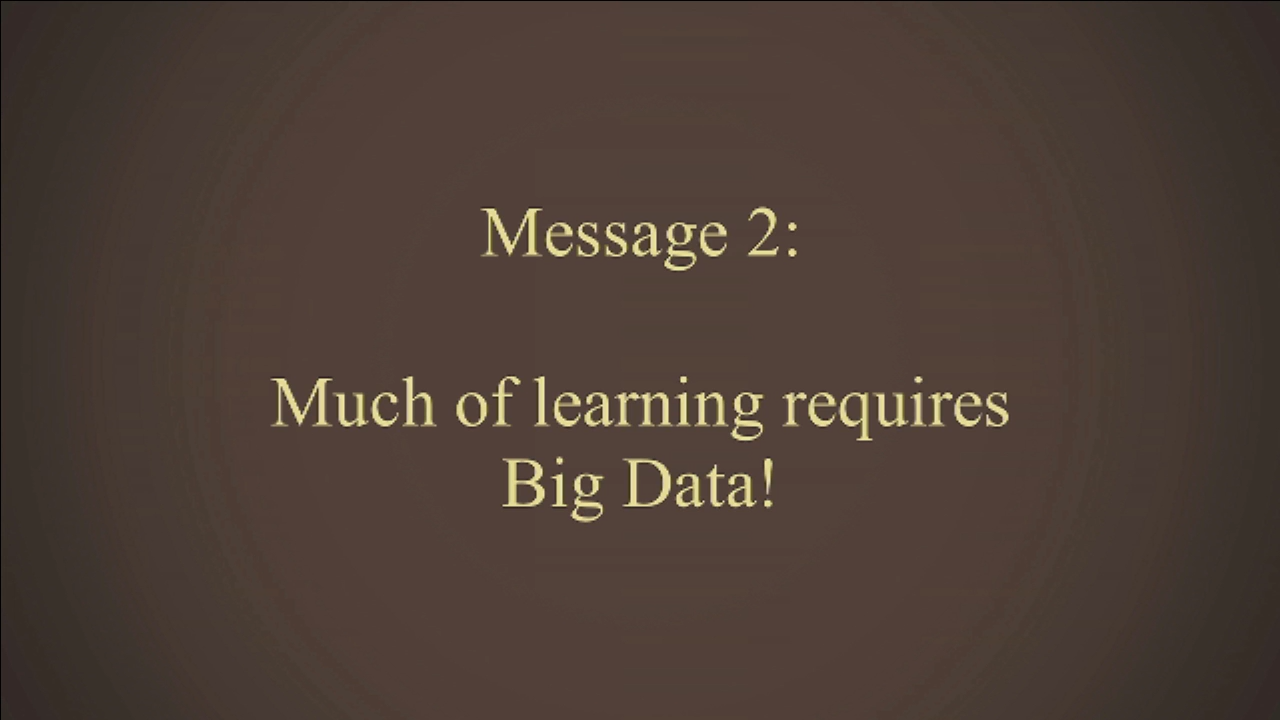 Message 2:
Much of learning requires
Big Data!